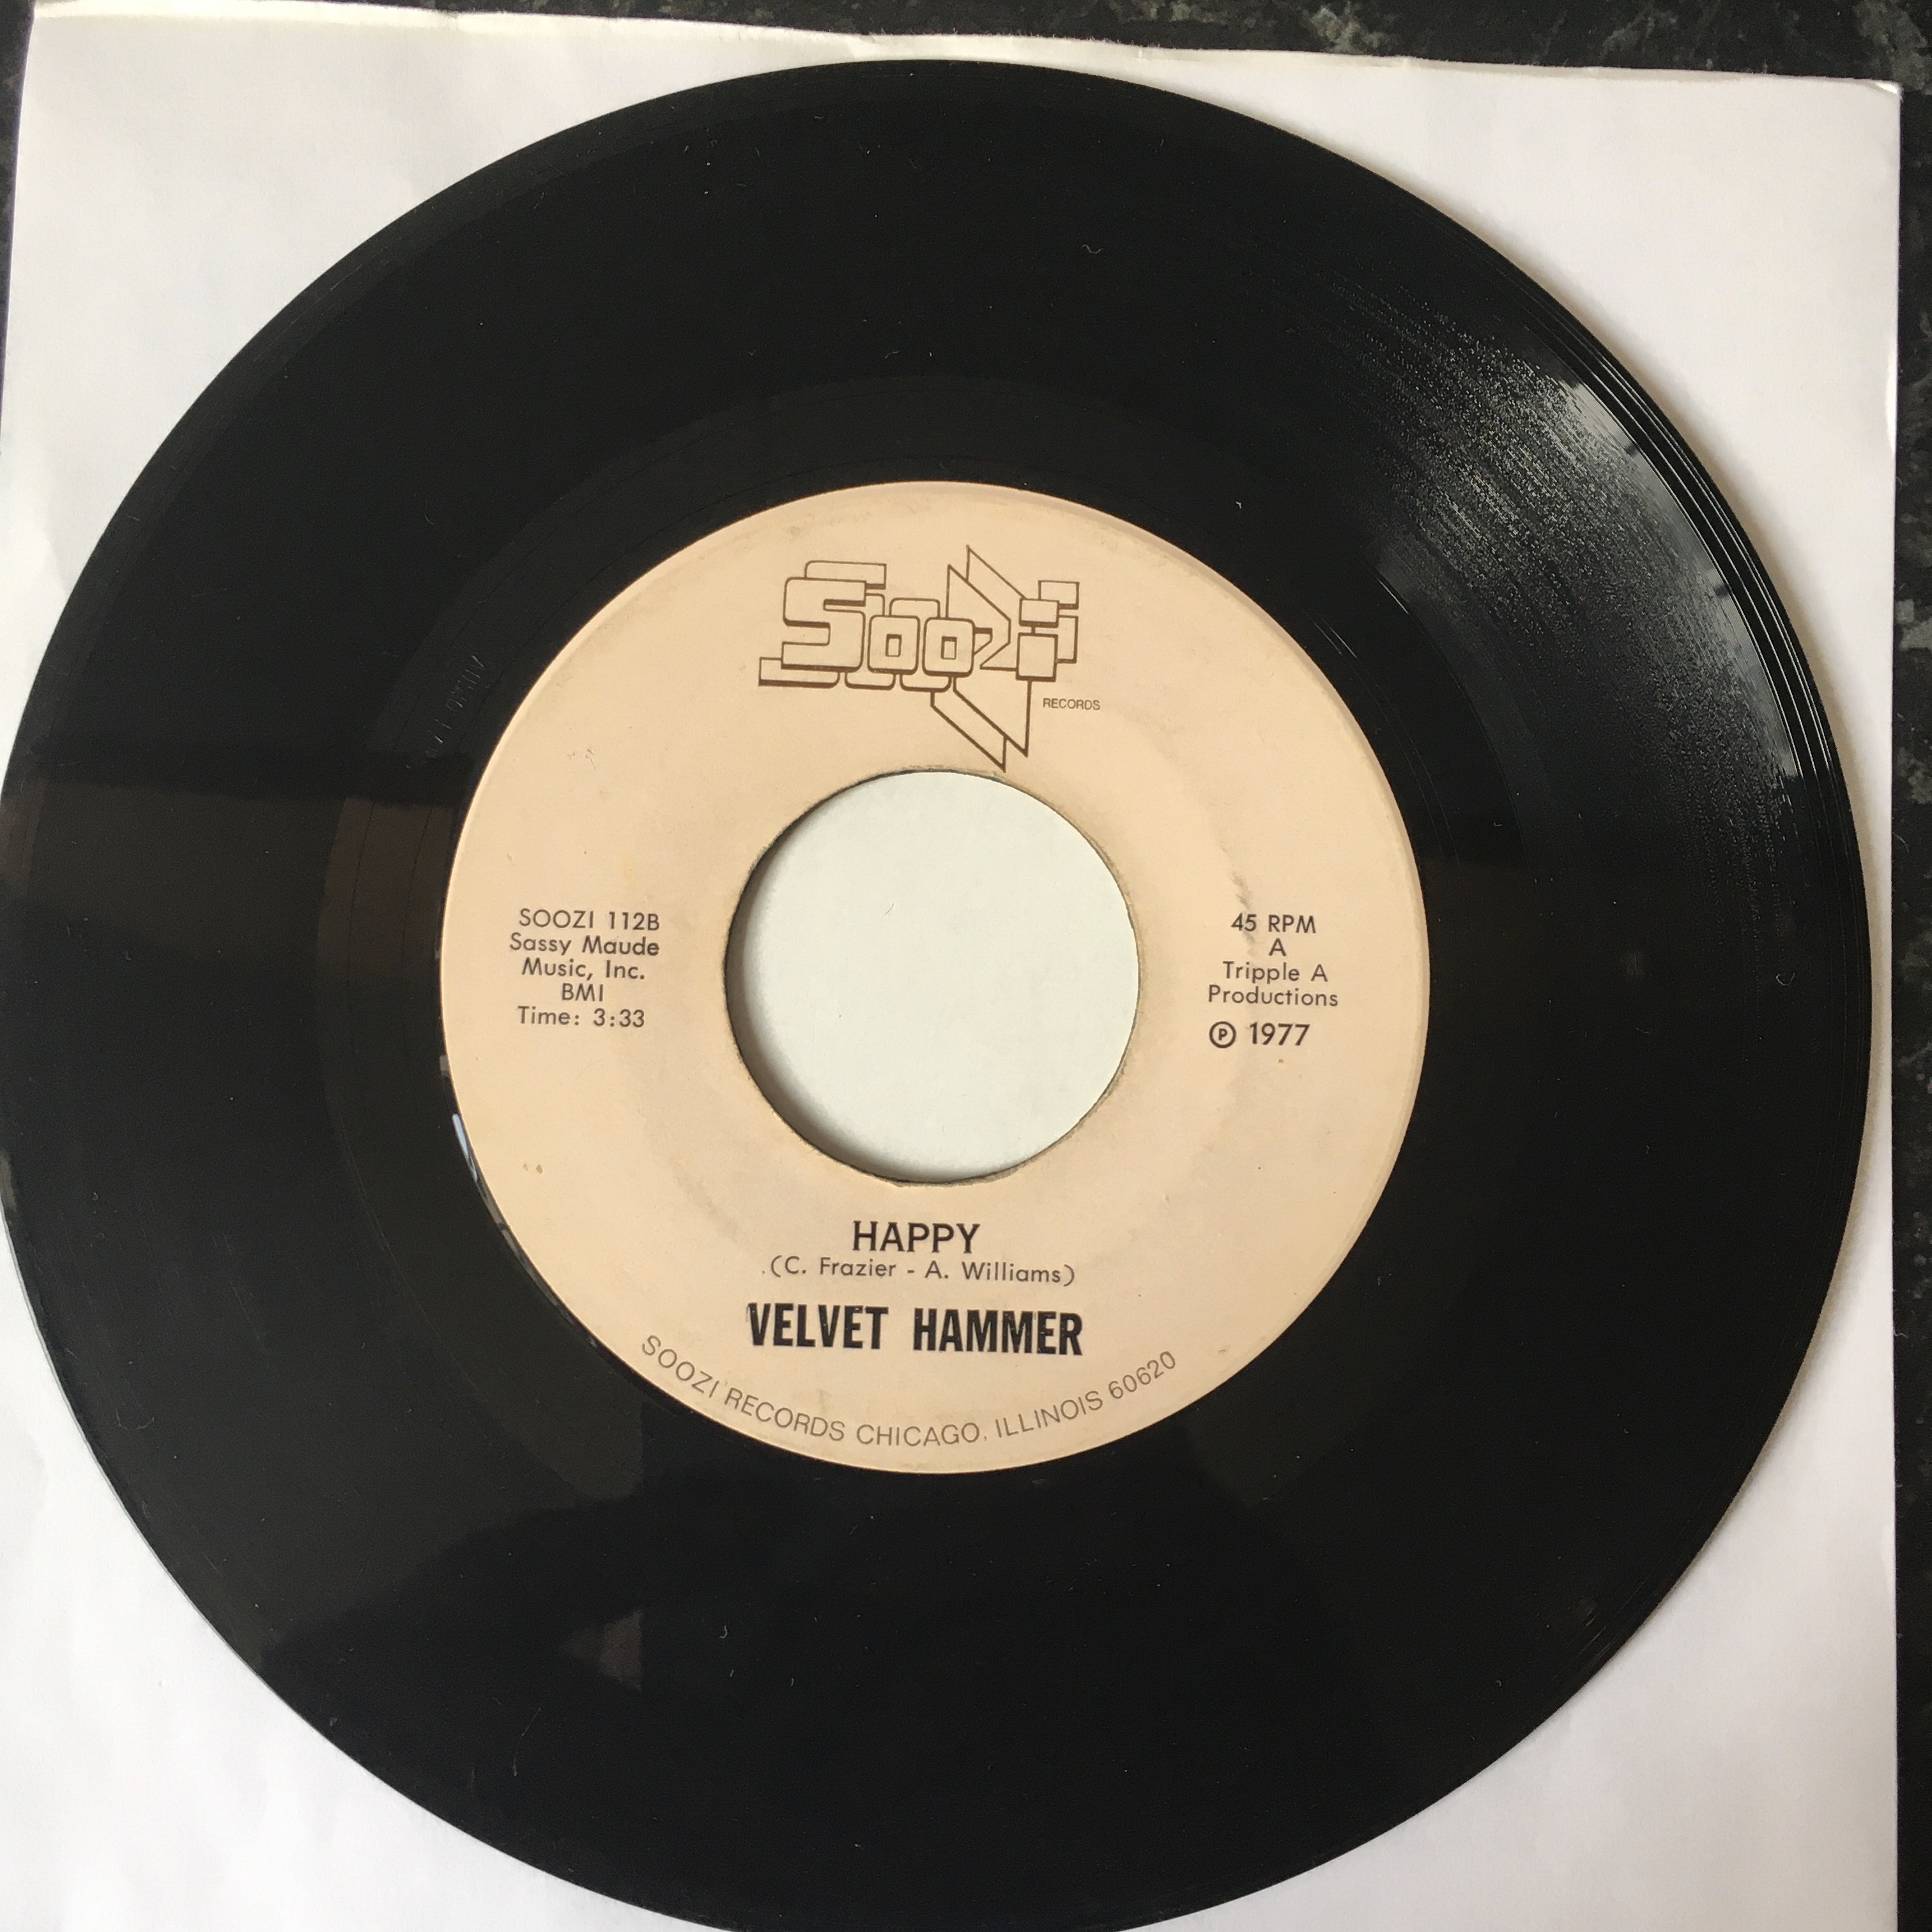 Soozi
RECORDS
SOOZI 112B
Sassy Maude
Music, Inc.
BMI
Time: 3:33
45 RPM
A
Tripple A
Productions
Ⓟ 1977
HAPPY
(C. Frazier - A. Williams)
VELVET HAMMER
SOOZI RECORDS CHICAGO, ILLINOIS 60620